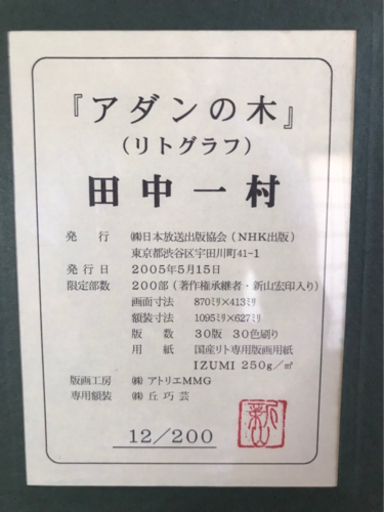 『アダンの木』
(リトグラフ)
田中一村
発行 ㈱日本放送出版協会(NHK出版)
東京都渋谷区宇田川町41-1
発行日 2005年5月15日
限定部数 200部(著作権承継者・新山宏印入り)
画面寸法 870ミリ×413ミリ
額装寸法 1095ミリ×627ミリ
版数 30版 30色刷り
用紙 国産リト専用版画用紙
IZUMI 250g/㎡
版画工房 ㈱アトリエMMG
専用額装 ㈱丘巧芸
12/200
新山